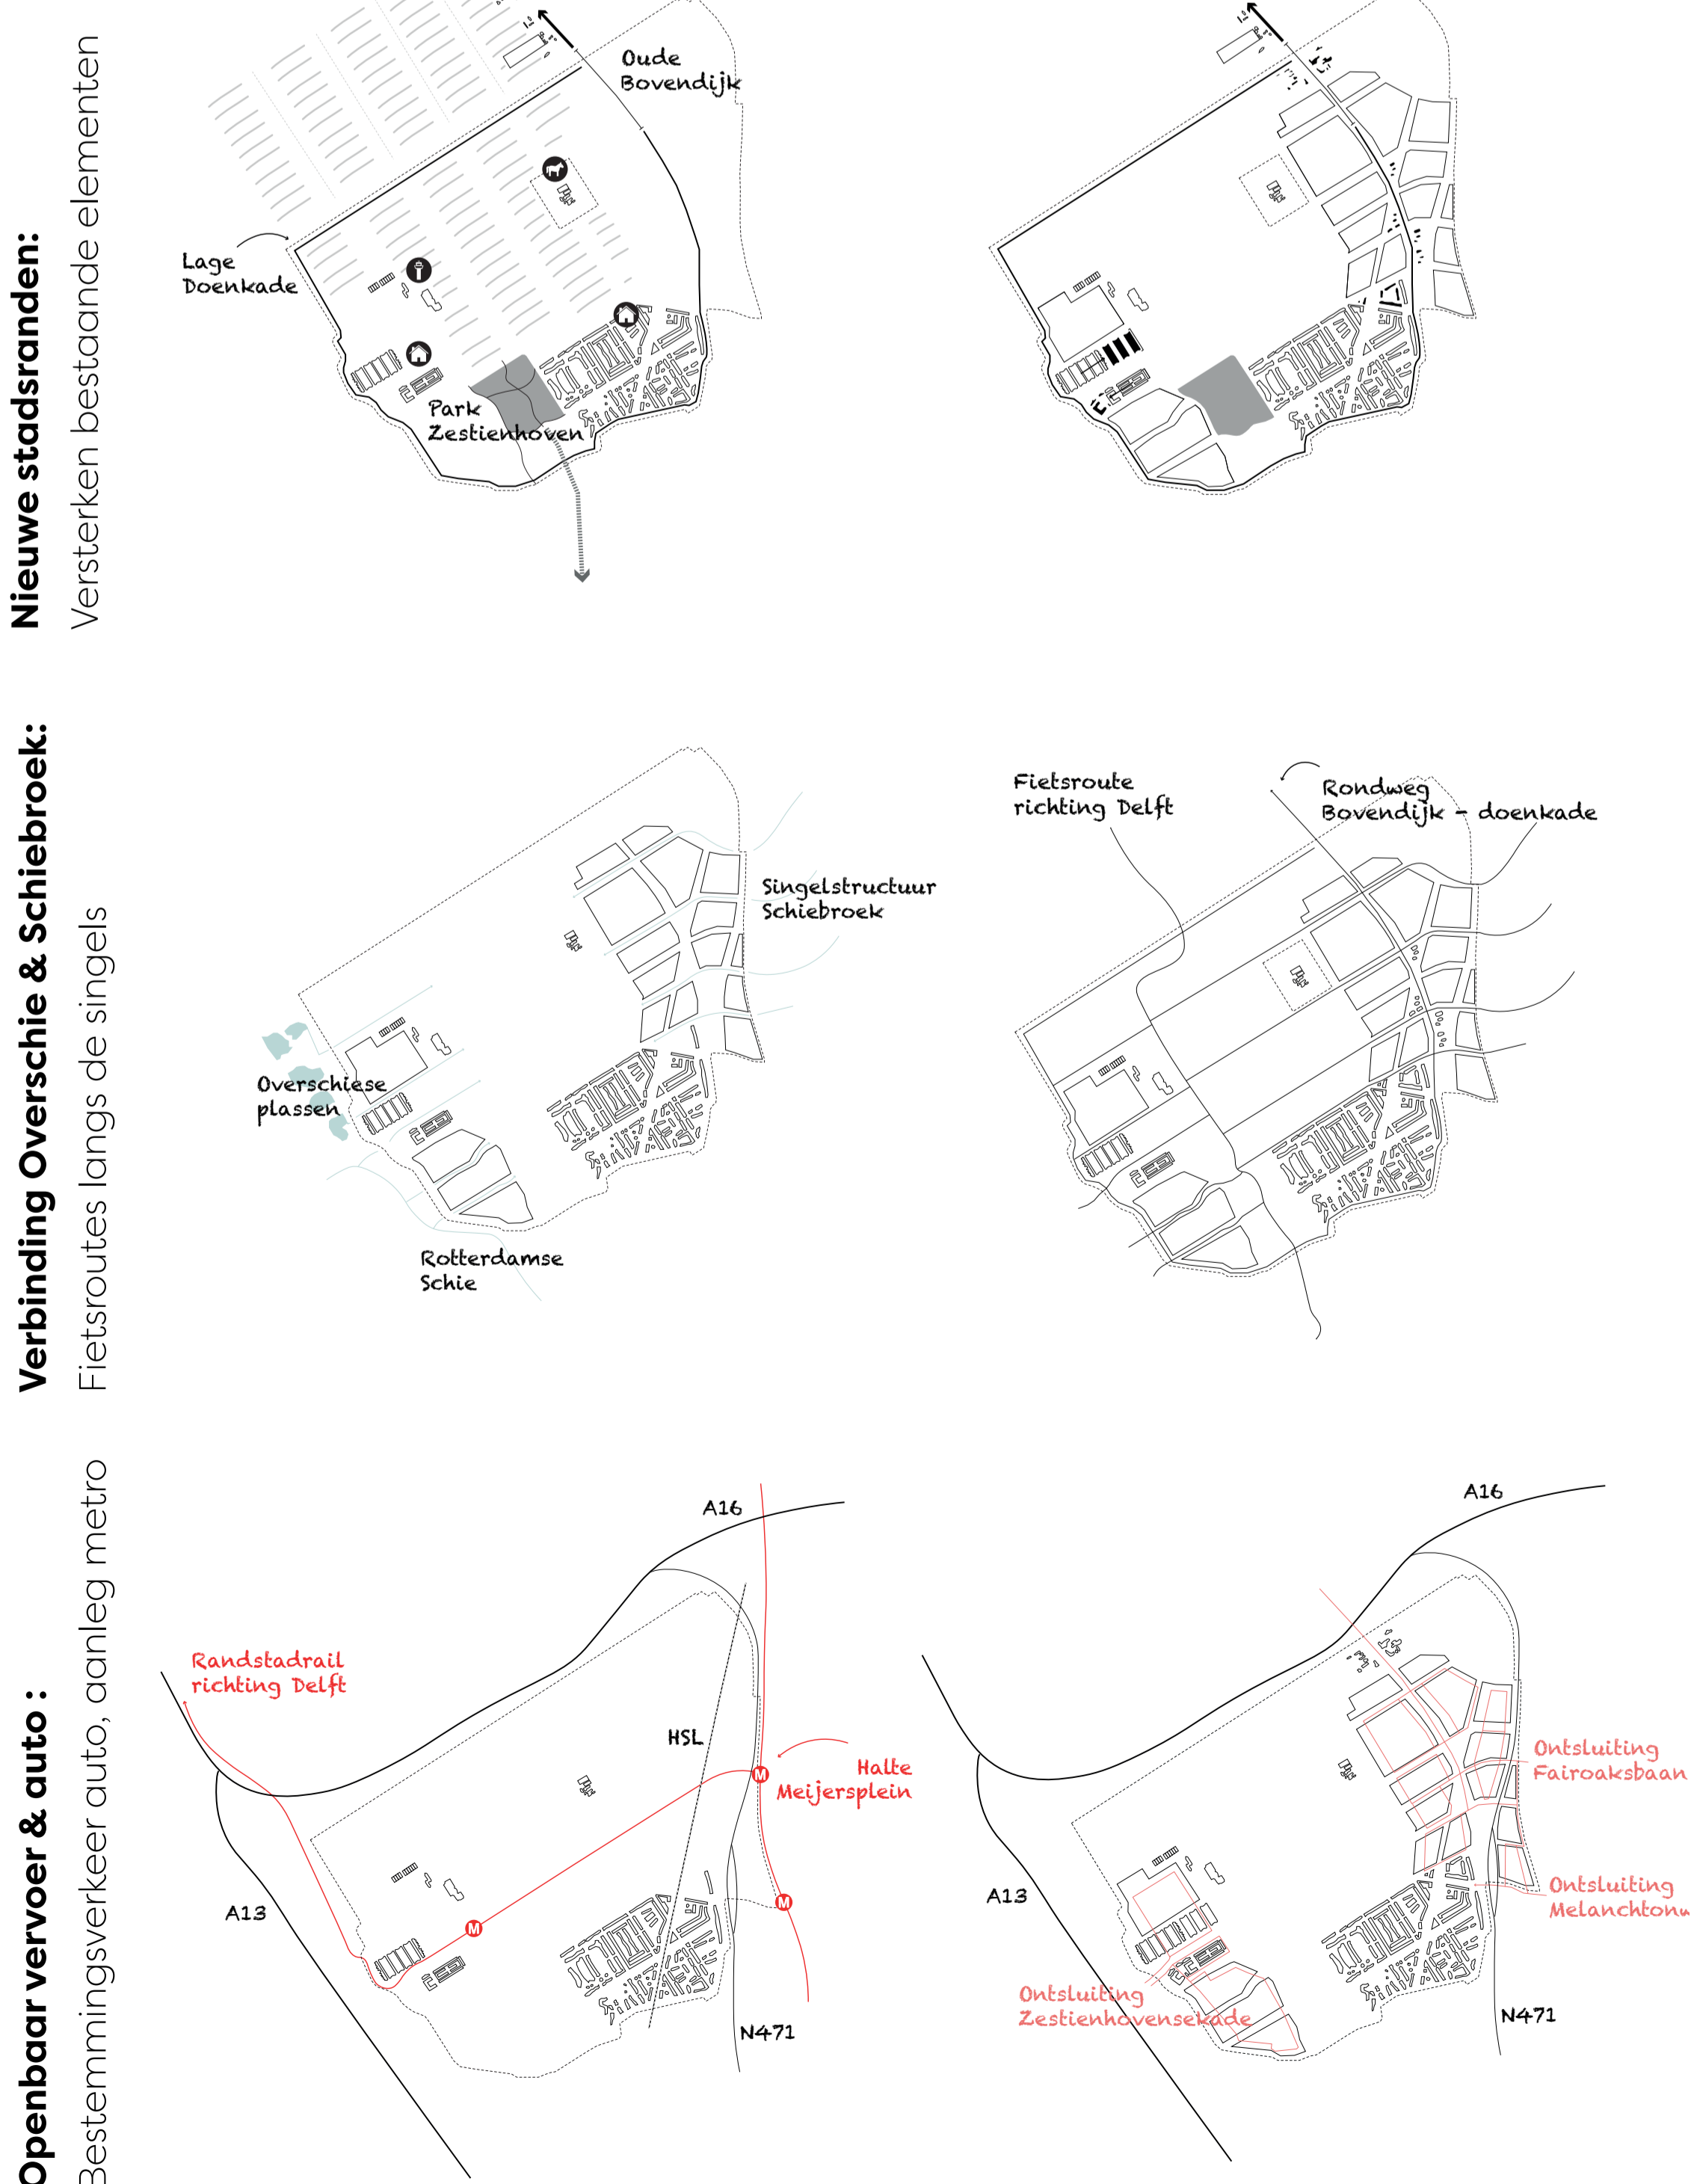 Nieuwe stadsranden:
Versterken bestaande elementen
Oude
Bovendijk
Lage
Doenkade
Park
Zestienhoven
Verbinding Overschie & Schiebroek:
Fietsroutes langs de singels
Singelstructuur
Schiebroek
Overschiese
plassen
Rotterdamse
Schie
Fietsroute
richting Delft
Rondweg
Bovendijk - doenkade
Openbaar vervoer & auto :
Bestemmingsverkeer auto, aanleg metro
A16
Randstadrail
richting Delft
HSL
M
Halte
Meijersplein
M
M
A13
N471
A16
Ontsluiting
Fairoaksbaan
A13
Ontsluiting
Ontsluiting
Zestienhovensekade
N471